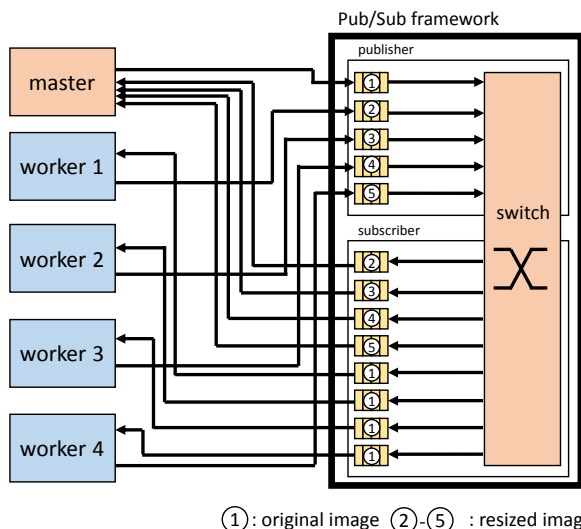 Pub/Sub framework
publisher
master
1
2
worker 1
3
4
5
switch
subscriber
worker 2
2
3
worker 3
4
5
1
1
worker 4
1
1
1 : original image 2 - 5 : resized imag